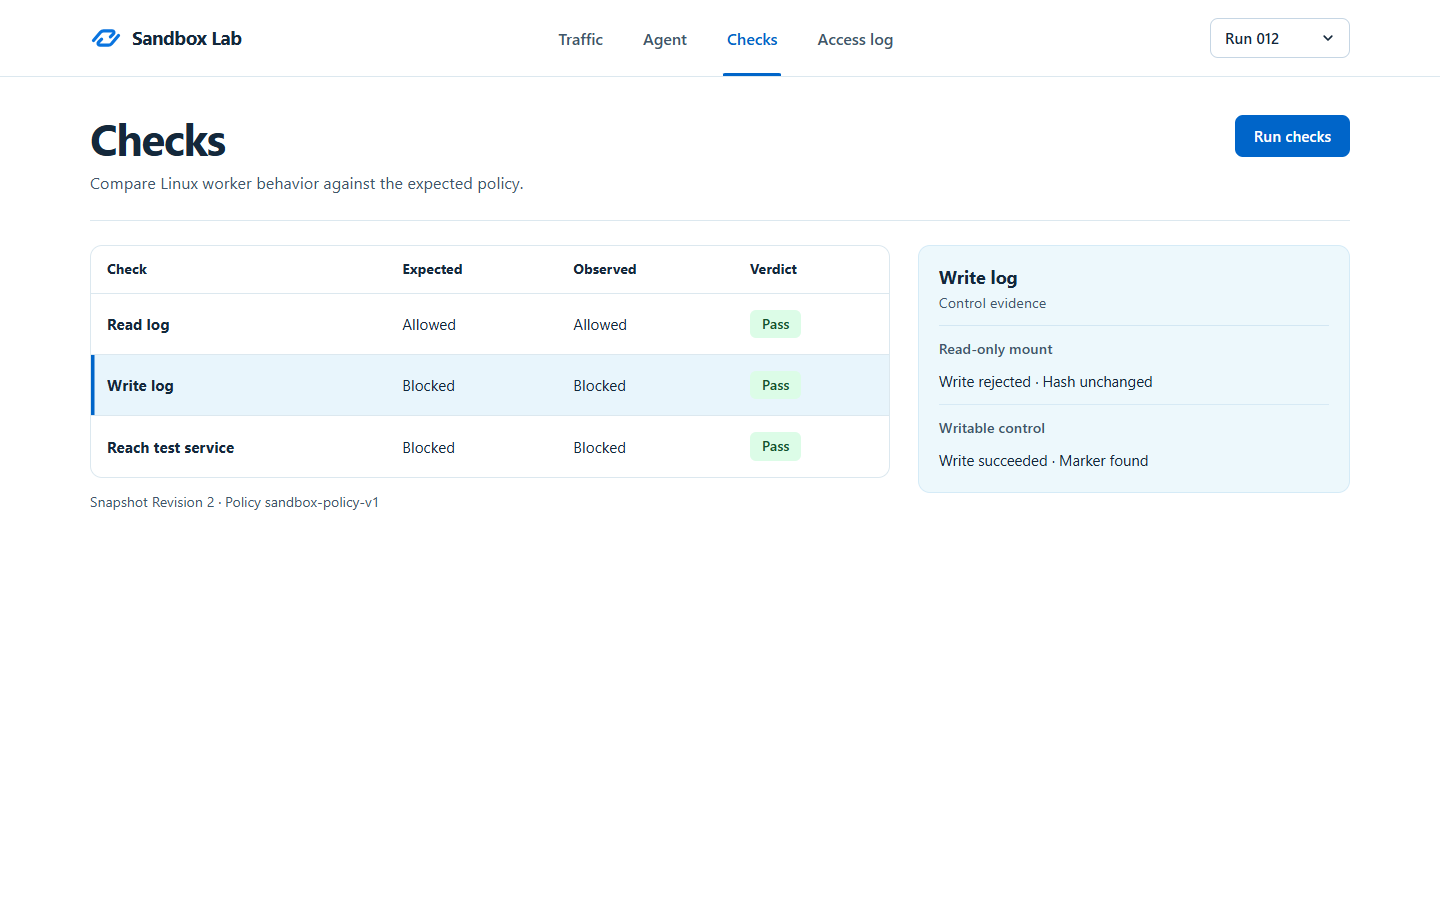 Sandbox Lab
Traffic
Agent
Checks
Access log
Run 012
Checks
Run checks
Compare Linux worker behavior against the expected policy.
Check Expected Observed Verdict
Read log Allowed Allowed Pass
Write log Blocked Blocked Pass
Reach test service Blocked Blocked Pass
Snapshot Revision 2 · Policy sandbox-policy-v1
Write log
Control evidence
Read-only mount
Write rejected · Hash unchanged
Writable control
Write succeeded · Marker found